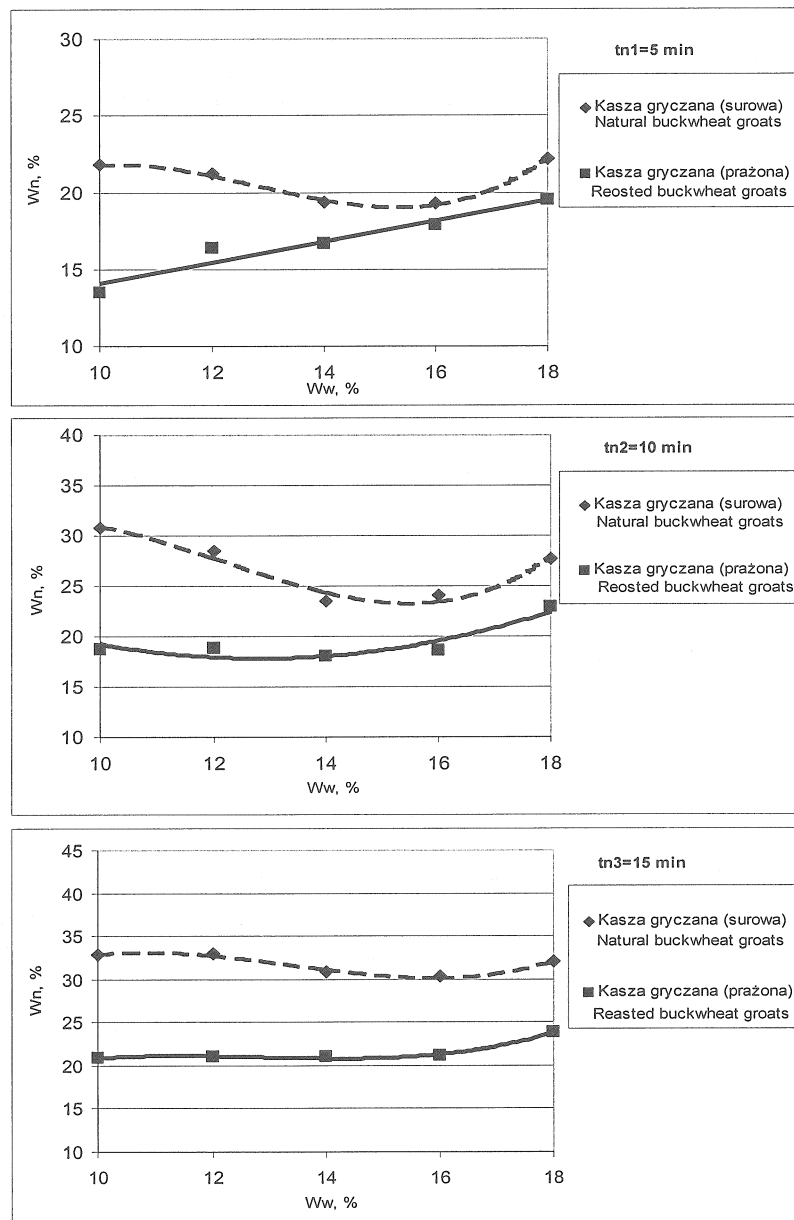 tn1=5 min
Kasza gryczana (surowa)
Natural buckwheat groats
Kasza gryczana (prażona)
Reosted buckwheat groats
Wn, %
30
25
20
15
10
10 12 14 16 18
Ww, %
tn2=10 min
Kasza gryczana (surowa)
Natural buckwheat groats
Kasza gryczana (prażona)
Reosted buckwheat groats
Wn, %
40
35
30
25
20
15
10
10 12 14 16 18
Ww, %
tn3=15 min
Kasza gryczana (surowa)
Natural buckwheat groats
Kasza gryczana (prażona)
Reasted buckwheat groats
Wn, %
45
40
35
30
25
20
15
10
10 12 14 16 18
Ww, %